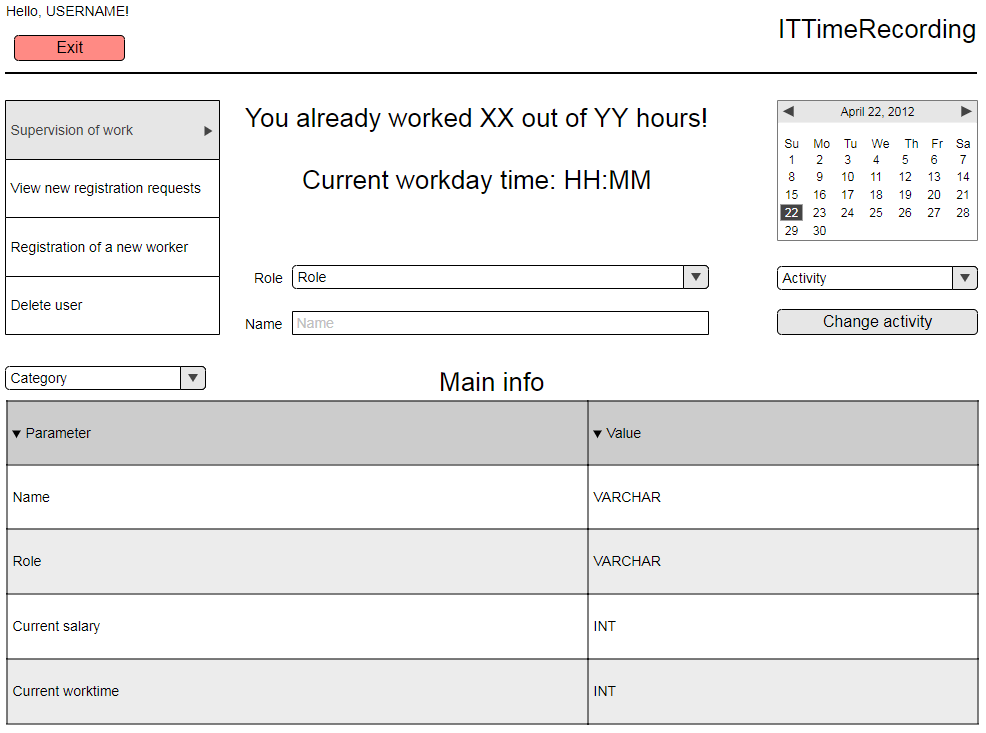 Hello, USERNAME!
Exit
ITTimeRecording
Supervision of work
View new registration requests
Registration of a new worker
Delete user
You already worked XX out of YY hours!
Current workday time: HH:MM
Role Role
Name Name
April 22, 2012
Su Mo Tu We Th Fr Sa
1 2 3 4 5 6 7
8 9 10 11 12 13 14
15 16 17 18 19 20 21
22 23 24 25 26 27 28
29 30
Activity
Change activity
Category
Main info
Parameter Value
Name VARCHAR
Role VARCHAR
Current salary INT
Current worktime INT